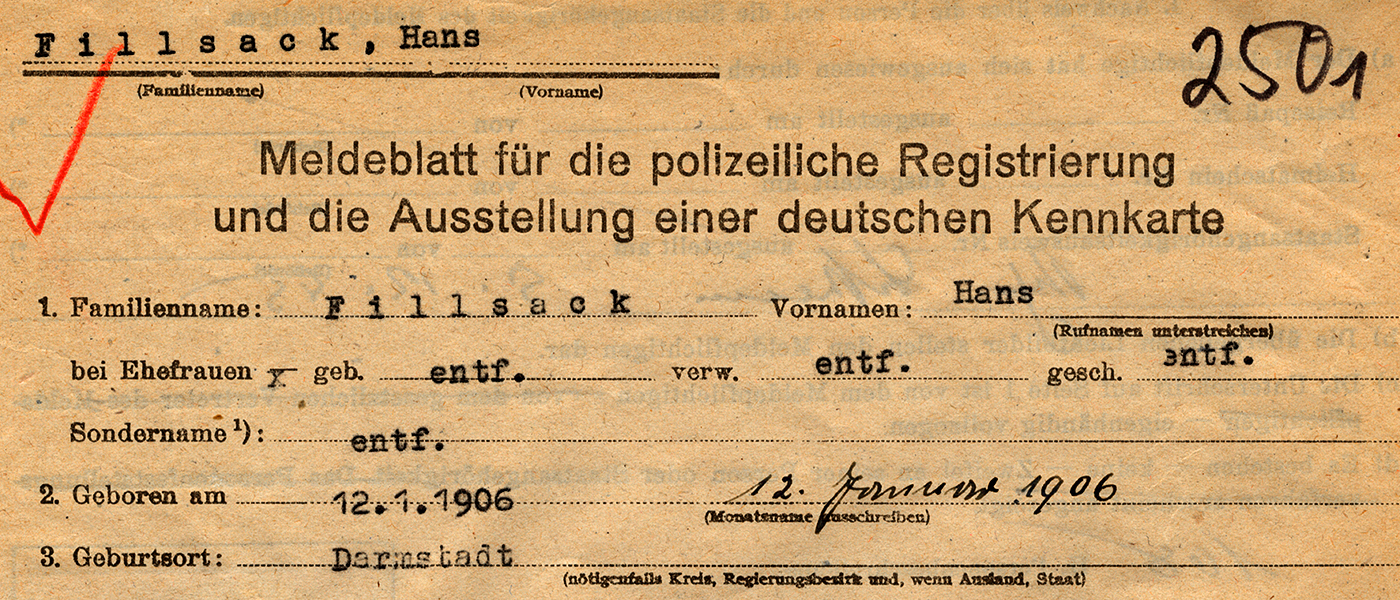 Fillsack, Hans
2501
(Familienname) (Vorname)
Meldeblatt für die polizeiliche Registrierung
und die Ausstellung einer deutschen Kennkarte
1. Familienname: Fillsack Vornamen: Hans
(Rufnamen unterstreichen)
bei Ehefrauen geb. entf. verw. entf. gesch. entf.
Sondername 1): entf.
2. Geboren am 12.1.1906 12. Januar 1906
(Monatsname ausschreiben)
3. Geburtsort: Darmstadt
(nötigenfalls Kreis, Regierungsbezirk und, wenn Ausland, Staat)